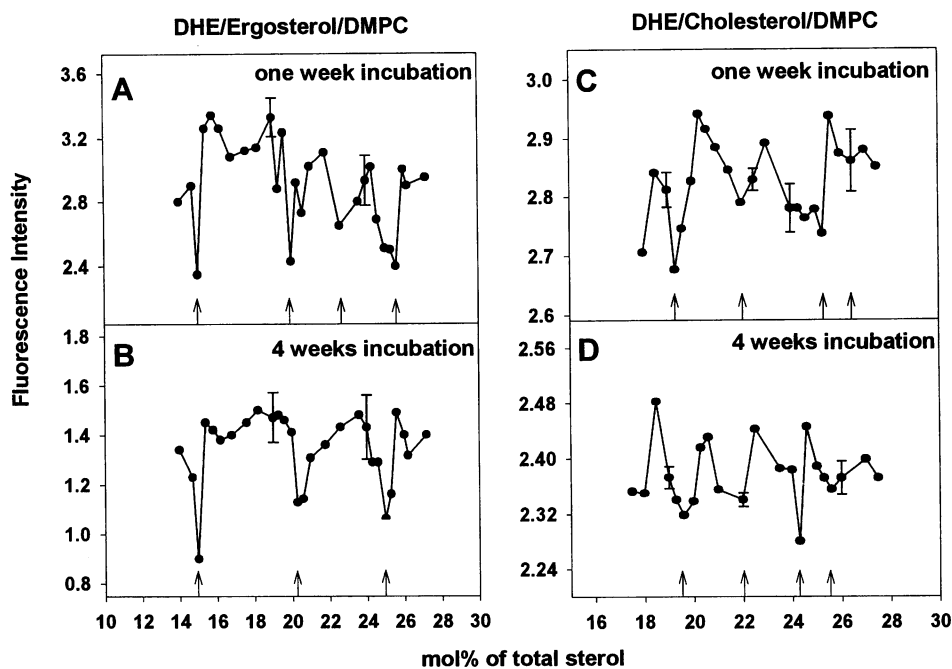 DHE/Ergosterol/DMPC
DHE/Cholesterol/DMPC
Fluorescence Intensity
A
one week incubation
3.6
3.2
2.8
2.4
B
4 weeks incubation
1.8
1.6
1.4
1.2
1.0
0.8
10 12 14 16 18 20 22 24 26 28 30
C
one week incubation
3.0
2.9
2.8
2.7
2.6
D
4 weeks incubation
2.56
2.48
2.40
2.32
2.24
16 18 20 22 24 26 28 30
mol% of total sterol